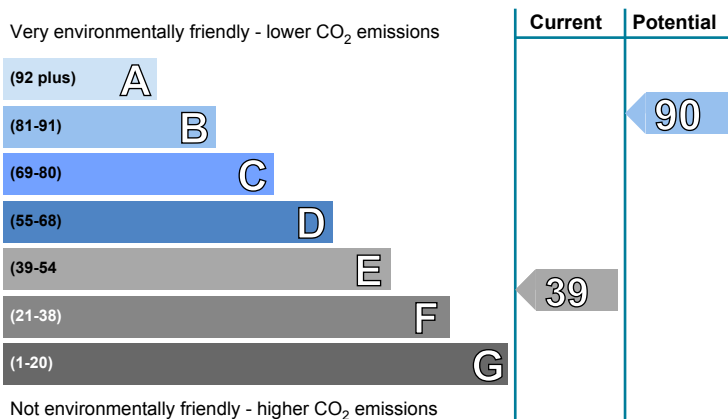 Current Potential
Very environmentally friendly - lower CO2 emissions
(92 plus) A
(81-91) B
90
(69-80) C
(55-68) D
(39-54 E
39
(21-38) F
(1-20) G
Not environmentally friendly - higher CO2 emissions